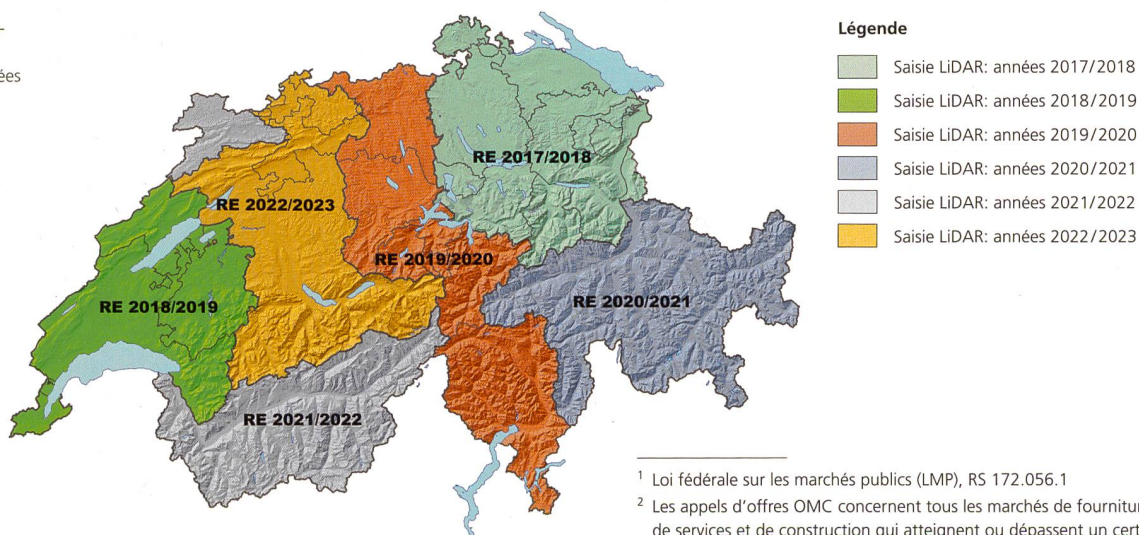 ées
Légende
Saisie LiDAR: années 2017/2018
Saisie LiDAR: années 2018/2019
Saisie LiDAR: années 2019/2020
Saisie LiDAR: années 2020/2021
Saisie LiDAR: années 2021/2022
Saisie LiDAR: années 2022/2023
RE 2017/2018
RE 2022/2023
RE 2019/2020
RE 2018/2019
RE 2020/2021
RE 2021/2022
1 Loi fédérale sur les marchés publics (LMP), RS 172.056.1
2 Les appels d'offres OMC concernent tous les marchés de fournitur
de services et de construction qui atteignent ou dépassent un cert